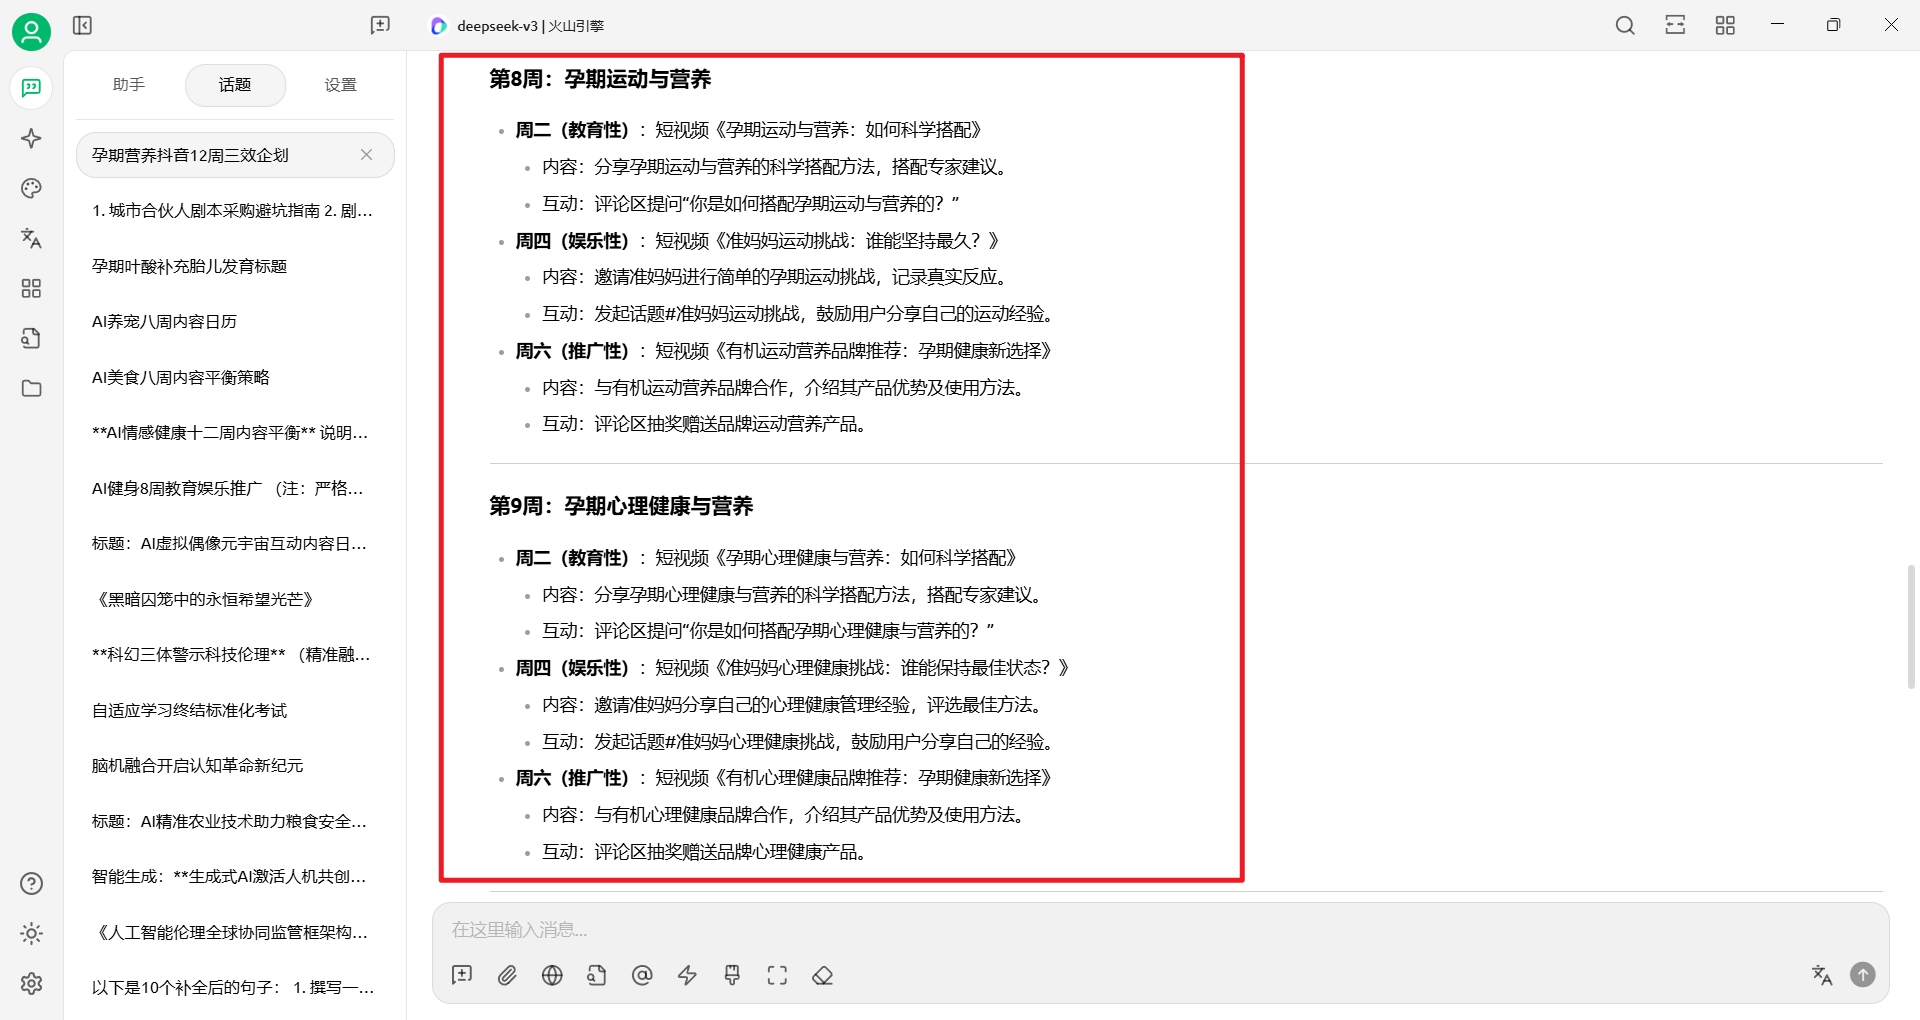 deepseek-v3 | 火山引擎
助手
话题
设置
孕期营养抖音12周三效企划
1. 城市合伙人剧本采购避坑指南 2. 剧...
孕期叶酸补充胎儿发育标题
AI养宠八周内容日历
AI美食八周内容平衡策略
**AI情感健康十二周内容平衡** 说明...
AI健身8周教育娱乐推广 （注：严格...
标题：AI虚拟偶像元宇宙互动内容日...
《黑暗囚笼中的永恒希望光芒》
**科幻三体警示科技伦理** （精准融...
自适应学习终结标准化考试
脑机融合开启认知革命新纪元
标题：AI精准农业技术助力粮食安全...
智能生成：**生成式AI激活人机共创...
《人工智能伦理全球协同监管框架构...
以下是10个补全后的句子： 1. 撰写一...
第8周：孕期运动与营养
周二（教育性）：短视频《孕期运动与营养：如何科学搭配》
内容：分享孕期运动与营养的科学搭配方法，搭配专家建议。
互动：评论区提问“你是如何搭配孕期运动与营养的？”
周四（娱乐性）：短视频《准妈妈运动挑战：谁能坚持最久？》
内容：邀请准妈妈进行简单的孕期运动挑战，记录真实反应。
互动：发起话题#准妈妈运动挑战，鼓励用户分享自己的运动经验。
周六（推广性）：短视频《有机运动营养品牌推荐：孕期健康新选择》
内容：与有机运动营养品牌合作，介绍其产品优势及使用方法。
互动：评论区抽奖赠送品牌运动营养产品。
第9周：孕期心理健康与营养
周二（教育性）：短视频《孕期心理健康与营养：如何科学搭配》
内容：分享孕期心理健康与营养的科学搭配方法，搭配专家建议。
互动：评论区提问“你是如何搭配孕期心理健康与营养的？”
周四（娱乐性）：短视频《准妈妈心理健康挑战：谁能保持最佳状态？》
内容：邀请准妈妈分享自己的心理健康管理经验，评选最佳方法。
互动：发起话题#准妈妈心理健康挑战，鼓励用户分享自己的经验。
周六（推广性）：短视频《有机心理健康品牌推荐：孕期健康新选择》
内容：与有机心理健康品牌合作，介绍其产品优势及使用方法。
互动：评论区抽奖赠送品牌心理健康产品。
在这里输入消息...